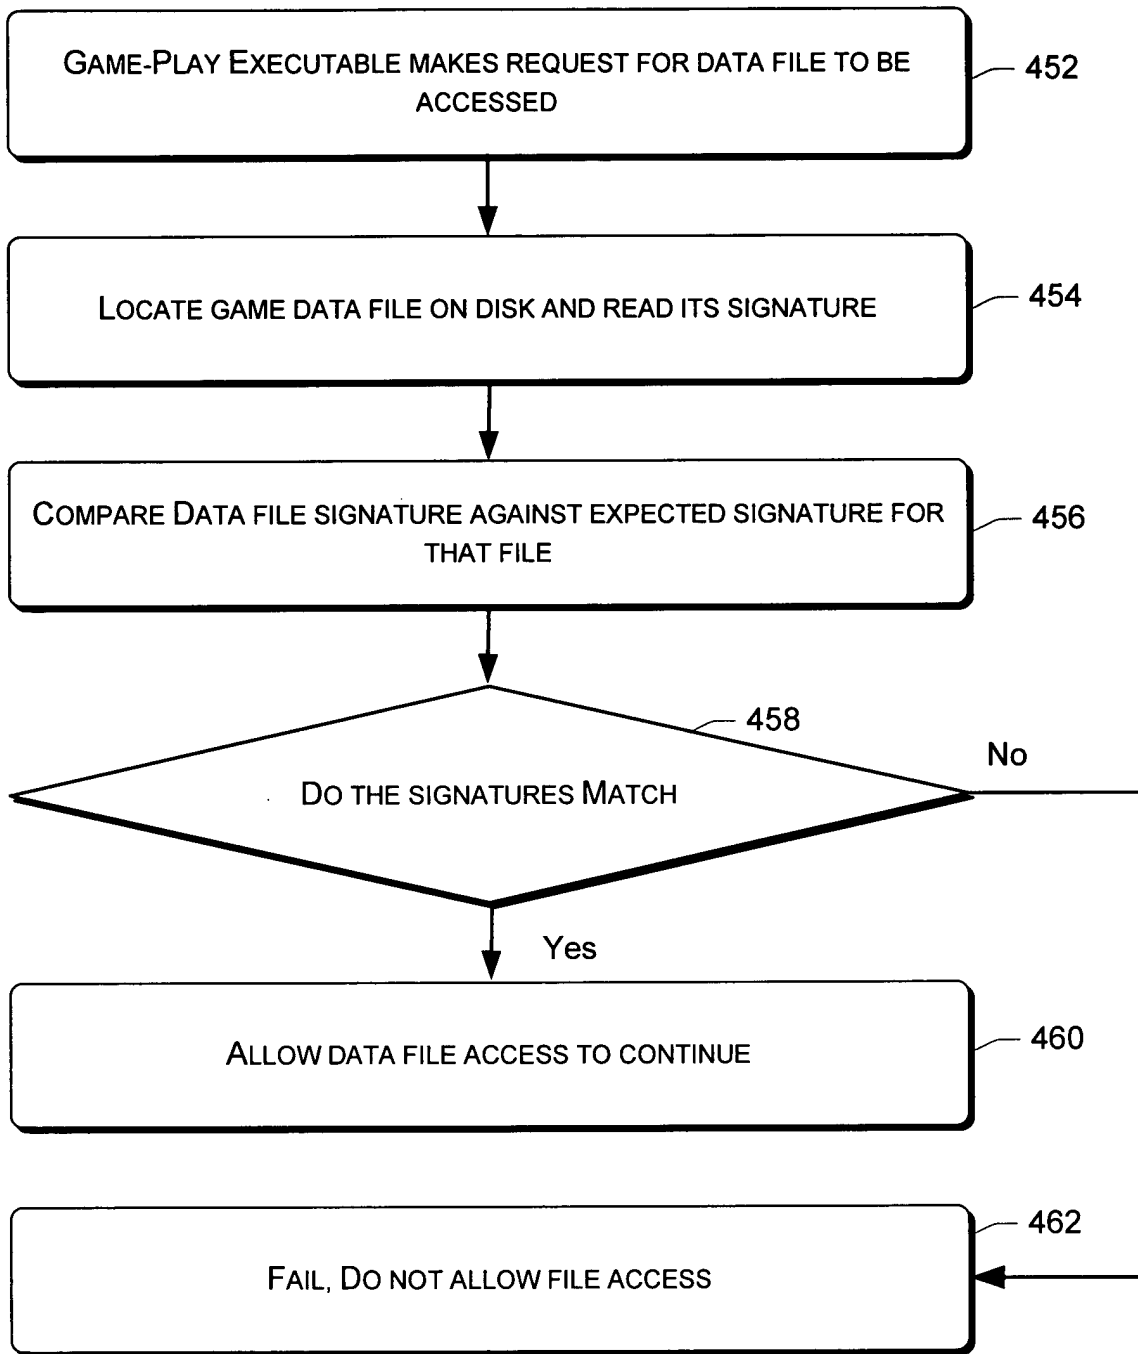 GAME-PLAY EXECUTABLE MAKES REQUEST FOR DATA FILE TO BE
ACCESSED
452
LOCATE GAME DATA FILE ON DISK AND READ ITS SIGNATURE
454
COMPARE DATA FILE SIGNATURE AGAINST EXPECTED SIGNATURE FOR
THAT FILE
456
458
DO THE SIGNATURES MATCH
No
Yes
ALLOW DATA FILE ACCESS TO CONTINUE
460
462
FAIL, DO NOT ALLOW FILE ACCESS